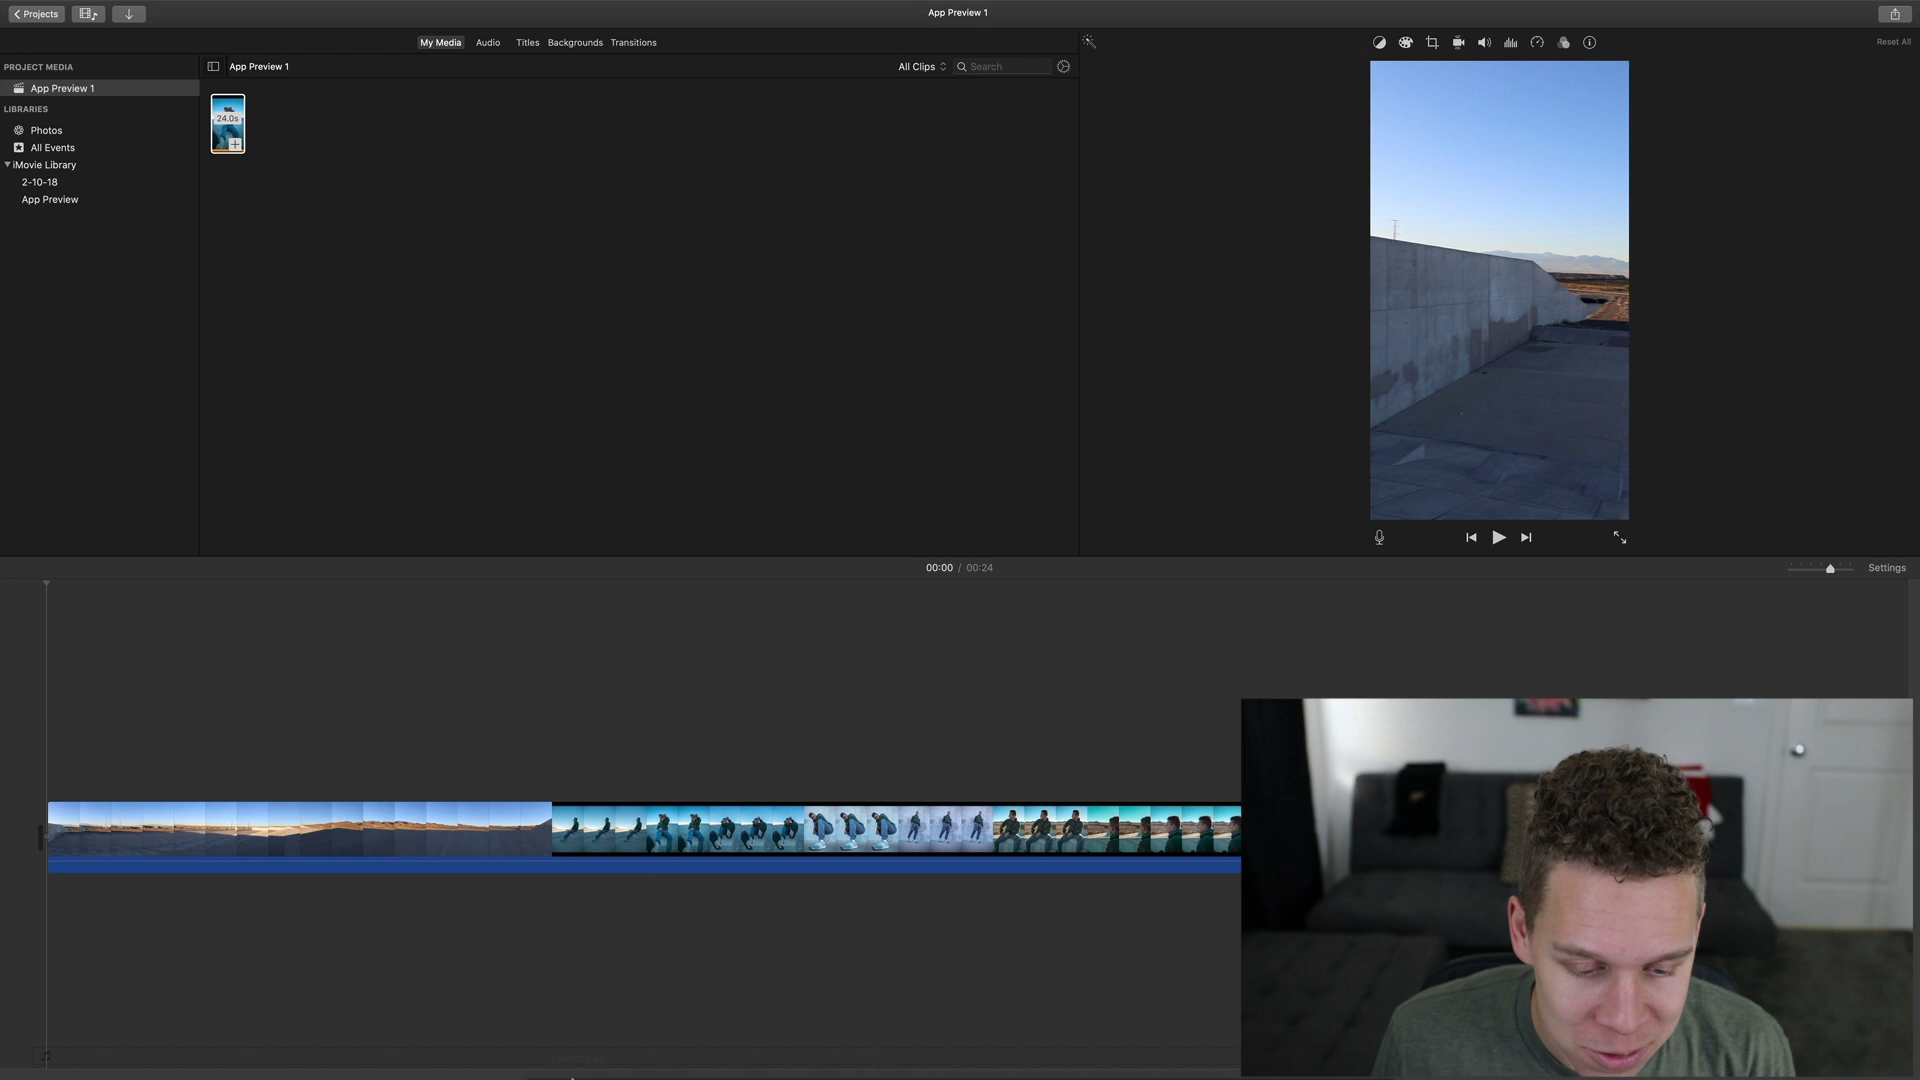 Projects
App Preview 1
My Media
Audio
Titles
Backgrounds
Transitions
Reset All
PROJECT MEDIA
App Preview 1
All Clips
Search
App Preview 1
LIBRARIES
24.0s
Photos
All Events
iMovie Library
2-10-18
App Preview
00:00 / 00:24
Settings